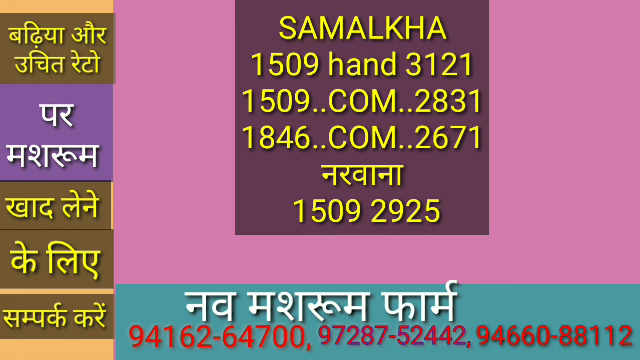 बढ़िया और
उचित रेटो
पर
मशरूम
खाद लेने
के लिए
सम्पर्क करें
SAMALKHA
1509 hand 3121
1509..COM..2831
1846..COM..2671
नरवाना
1509 2925
नव मशरूम फार्म
94162-64700, 97287-52442, 94660-88112